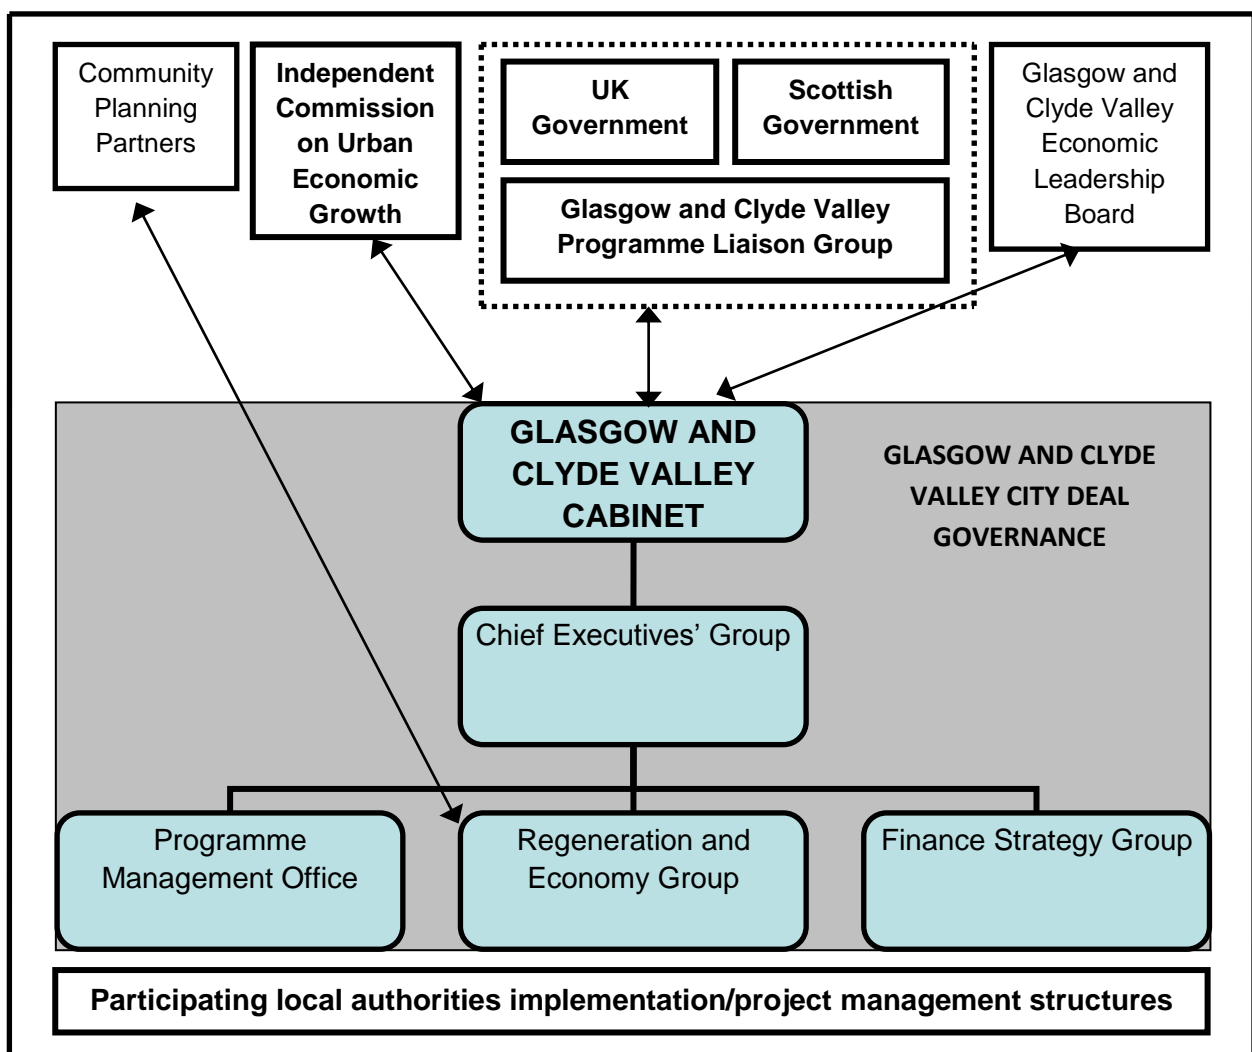 Community
Planning
Partners
Independent
Commission
on Urban
Economic
Growth
UK
Government
Scottish
Government
Glasgow and Clyde Valley
Programme Liaison Group
Glasgow and
Clyde Valley
Economic
Leadership
Board
GLASGOW AND
CLYDE VALLEY
CABINET
GLASGOW AND CLYDE
VALLEY CITY DEAL
GOVERNANCE
Chief Executives’ Group
Programme
Management Office
Regeneration and
Economy Group
Finance Strategy Group
Participating local authorities implementation/project management structures